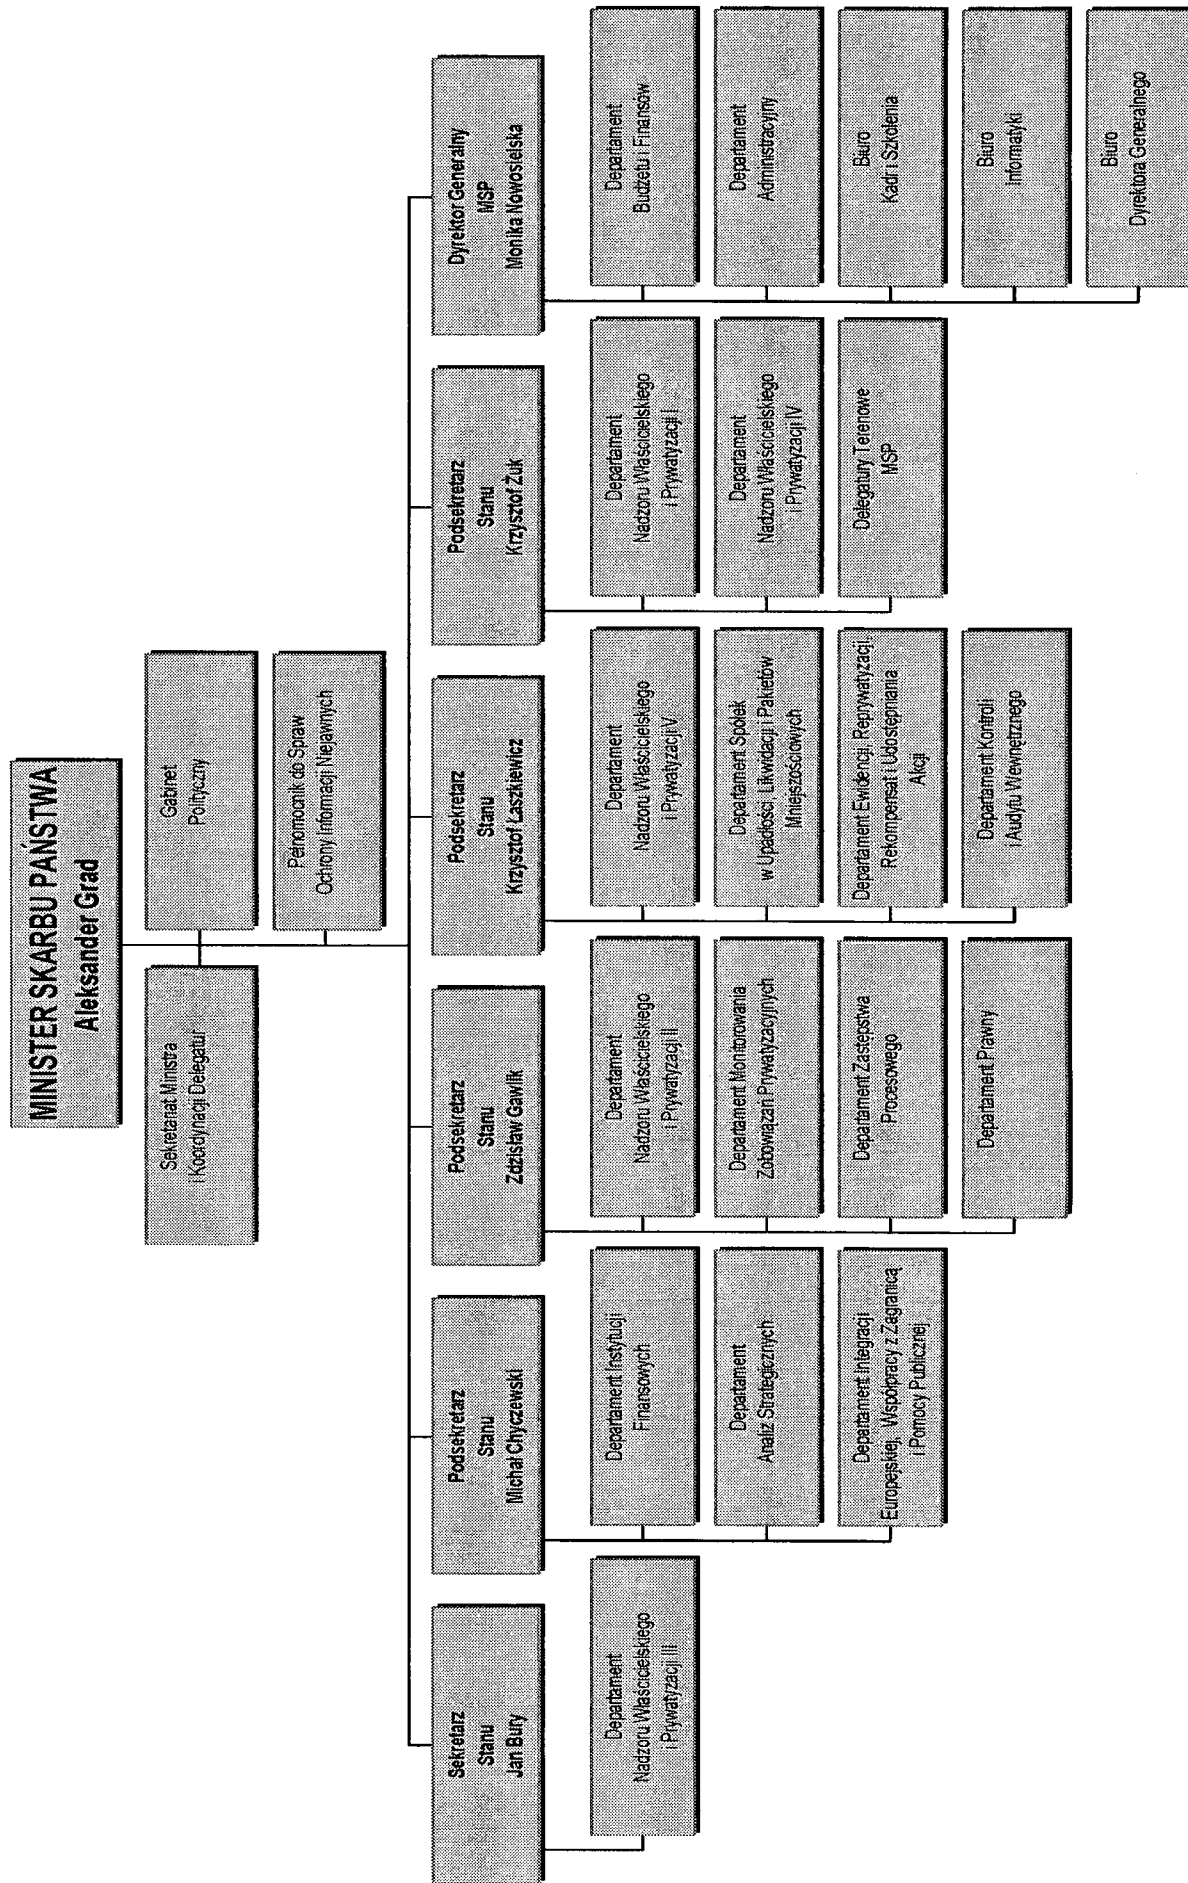 MINISTER SKARBU PAŃSTWA
Aleksander Grad
Sekretariat Ministra
i Koordynacji Delegatur
Gabinet
Polityczny
Pełnomocnik do Spraw
Ochrony Informacji Niejawnych
Sekretarz
Stanu
Jan Bury
Departament
Nadzoru Właścicielskiego
i Prywatyzacji III
Podsekretarz
Stanu
Michał Chyczewski
Departament Instytucji
Finansowych
Departament
Analiz Strategicznych
Departament Integracji
Europejskiej, Współpracy z Zagranicą
i Pomocy Publicznej
Podsekretarz
Stanu
Zdzisław Gawlik
Departament
Nadzoru Właścicielskiego
i Prywatyzacji II
Departament Monitorowania
Zobowiązań Prywatyzacyjnych
Departament Zastępstwa
Procesowego
Departament Prawny
Podsekretarz
Stanu
Krzysztof Łaszkiewicz
Departament
Nadzoru Właścicielskiego
i Prywatyzacji V
Departament Spółek
w Upadłości, Likwidacji i Pakietów
Mniejszościowych
Departament Ewidencji, Reprywatyzacji,
Rekompensat i Udostępniania
Akcji
Departament Kontroli
i Audytu Wewnętrznego
Podsekretarz
Stanu
Krzysztof Żuk
Departament
Nadzoru Właścicielskiego
i Prywatyzacji I
Departament
Nadzoru Właścicielskiego
i Prywatyzacji IV
Delegatury Terenowe
MSP
Dyrektor Generalny
MSP
Monika Nowosielska
Departament
Budżetu i Finansów
Departament
Administracyjny
Biuro
Kadr i Szkolenia
Biuro
Informatyki
Biuro
Dyrektora Generalnego